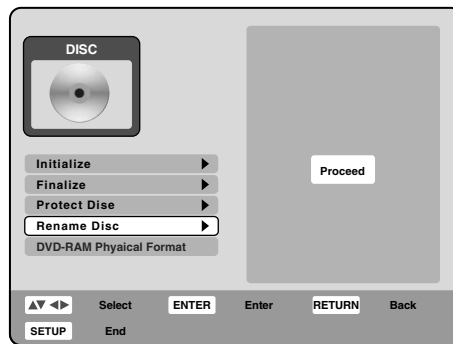 DISC
Initialize
Finalize
Protect Dise
Rename Disc
DVD-RAM Phyaical Format
Proceed
Select ENTER Enter RETURN Back
SETUP End